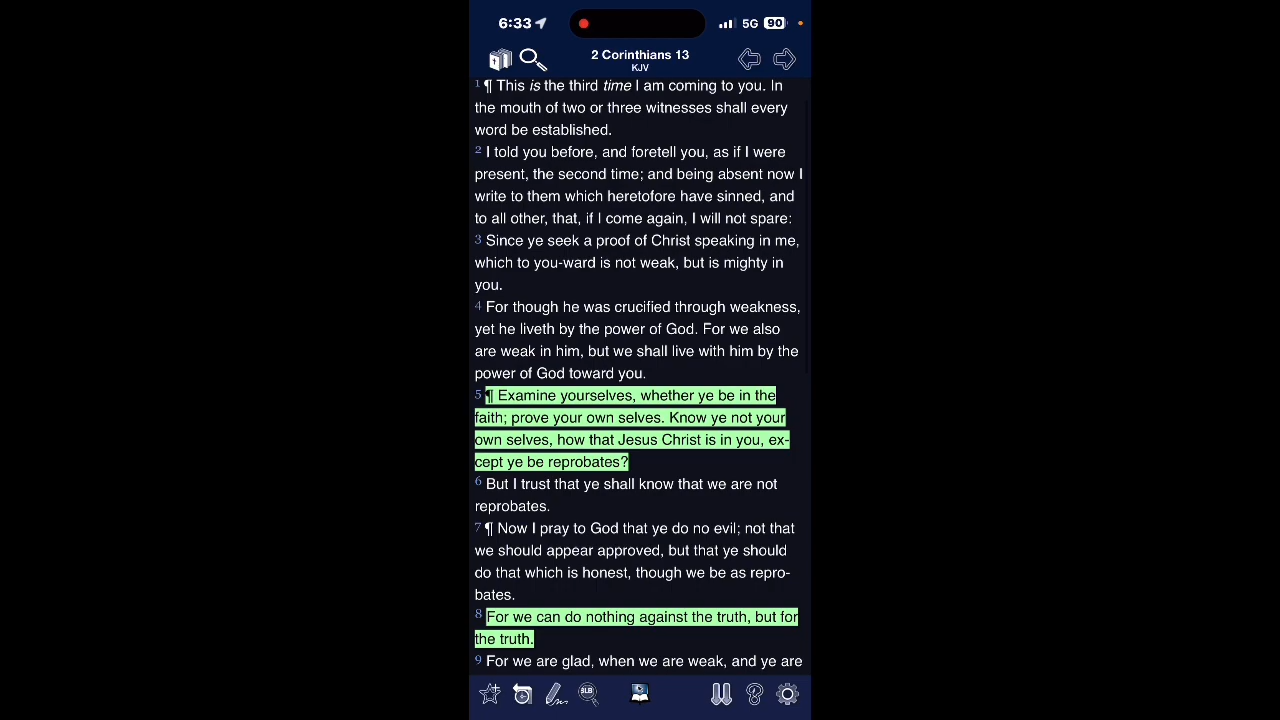 6:33
5G
90
2 Corinthians 13
KJV
1 ¶ This is the third time I am coming to you. In
the mouth of two or three witnesses shall every
word be established.
2 I told you before, and foretell you, as if I were
present, the second time; and being absent now I
write to them which heretofore have sinned, and
to all other, that, if I come again, I will not spare:
3 Since ye seek a proof of Christ speaking in me,
which to you-ward is not weak, but is mighty in
you.
4 For though he was crucified through weakness,
yet he liveth by the power of God. For we also
are weak in him, but we shall live with him by the
power of God toward you.
5 ¶ Examine yourselves, whether ye be in the
faith; prove your own selves. Know ye not your
own selves, how that Jesus Christ is in you, ex-
cept ye be reprobates?
6 But I trust that ye shall know that we are not
reprobates.
7 ¶ Now I pray to God that ye do no evil; not that
we should appear approved, but that ye should
do that which is honest, though we be as repro-
bates.
8 For we can do nothing against the truth, but for
the truth.
9 For we are glad, when we are weak, and ye are
SLB